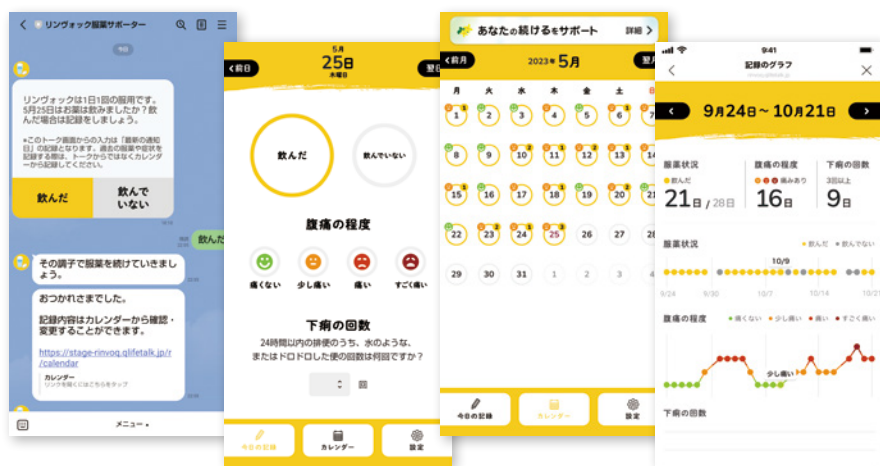 リンヴォック服薬サポーター
今日
リンヴォックは1日1回の服用です。
5月25日はお薬は飲みましたか？飲
んだ場合は記録をしましょう。
*このトーク画面からの入力は「最新の通知
日」の記録となります。過去の服薬や症状を
記録する際は、トークからではなくカレンダ
ーから記録してください。
飲んだ
飲んで
いない
飲んだ
その調子で服薬を続けていきまし
ょう。
おつかれさまでした。
記録内容はカレンダーから確認・
変更することができます。
https://stage-rinvoq.qlifetalk.jp/r
/calendar
カレンダー
リンクを開くにはこちらをタップ
メニュー
5月
<前日
25日
翌日
木曜日
飲んだ
飲んでいない
腹痛の程度
痛くない
少し痛い
痛い
すごく痛い
下痢の回数
24時間以内の排便のうち、水のような、
またはドロドロした便の回数は何回ですか？
回
今日の記録
カレンダー
設定
あなたの続けるをサポート
詳細 >
<前月
2023年 5月
翌月
月 火 水 木 金 土 日
1 2 3 4 5 6 7
8 9 10 11 12 13 14
15 16 17 18 19 20 21
22 23 24 25 26 27 28
29 30 31 1 2 3 4
今日の記録
カレンダー
設定
9:41
記録のグラフ
rinvoq.qlifetalk.jp
9月24日～10月21日
服薬状況
腹痛の程度
下痢の回数
飲んだ
痛みあり
3回以上
21日 / 28日
16日
9日
服薬状況
飲んだ
飲んでない
10/9
9/24 9/30 10/7 10/14 10/21
腹痛の程度
痛くない
少し痛い
痛い
すごく痛い
少し痛い
下痢の回数